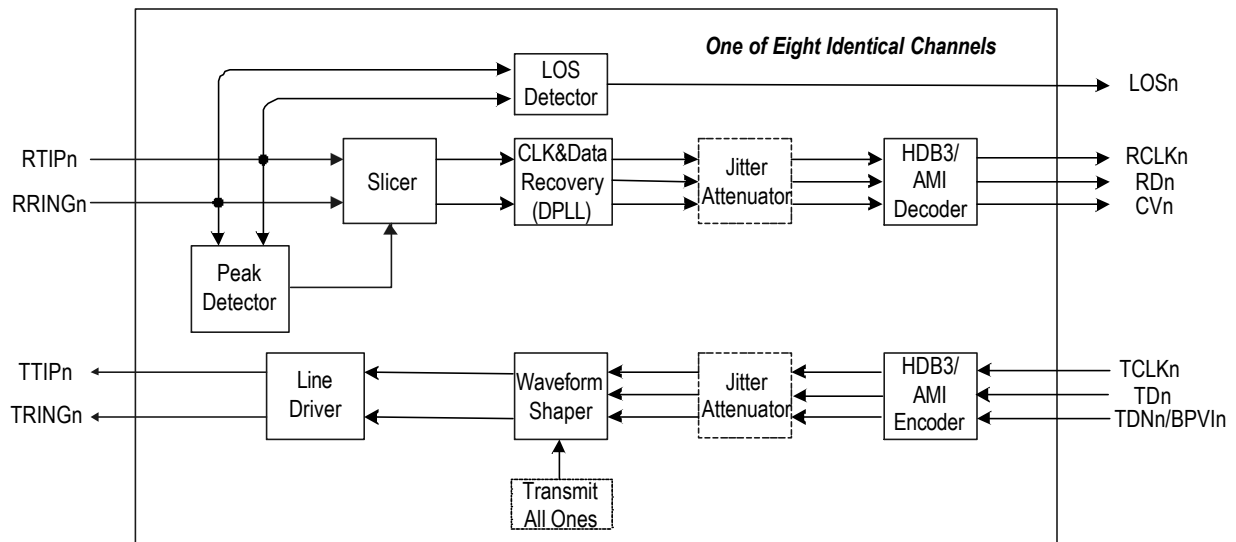 One of Eight Identical Channels
LOS
Detector
LOSn
RTIPn
RRINGn
Slicer
CLK&Data
Recovery
(DPLL)
Jitter
Attenuator
HDB3/
AMI
Decoder
RCLKn
RDn
CVn
Peak
Detector
TTIPn
TRINGn
Line
Driver
Waveform
Shaper
Jitter
Attenuator
HDB3/
AMI
Encoder
TCLKn
TDn
TDNn/BPVIn
Transmit
All Ones